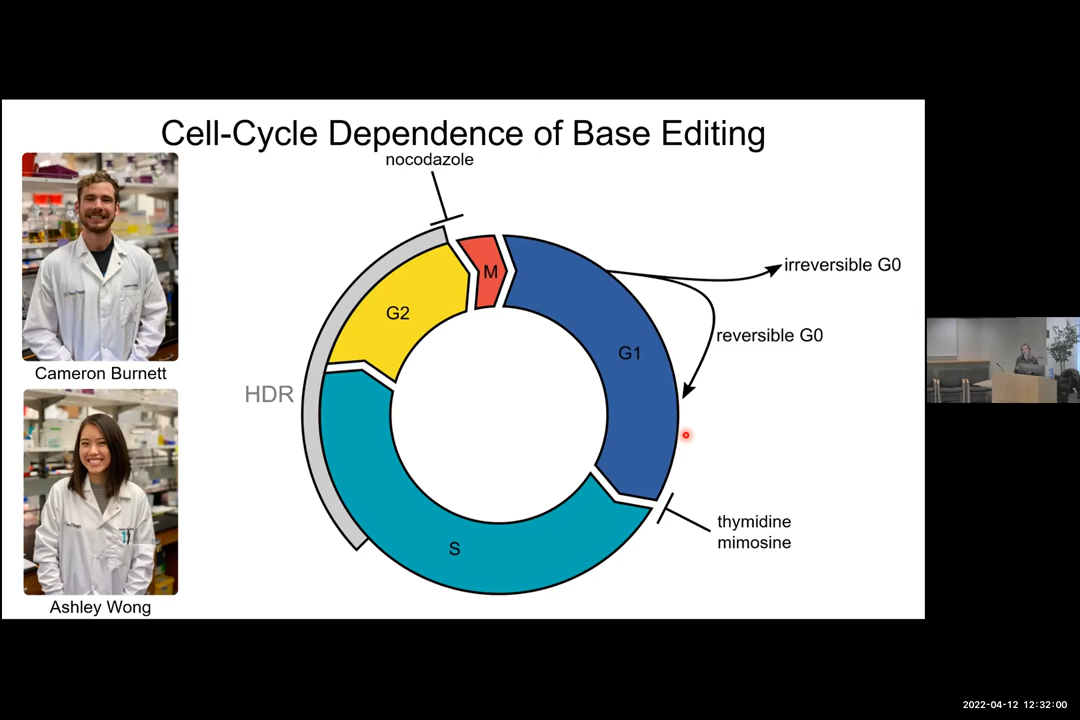 Cell-Cycle Dependence of Base Editing
nocodazole
M
irreversible G0
G2
reversible G0
G1
Cameron Burnett
HDR
thymidine
mimosine
S
Ashley Wong
2022-04-12 12:32:00